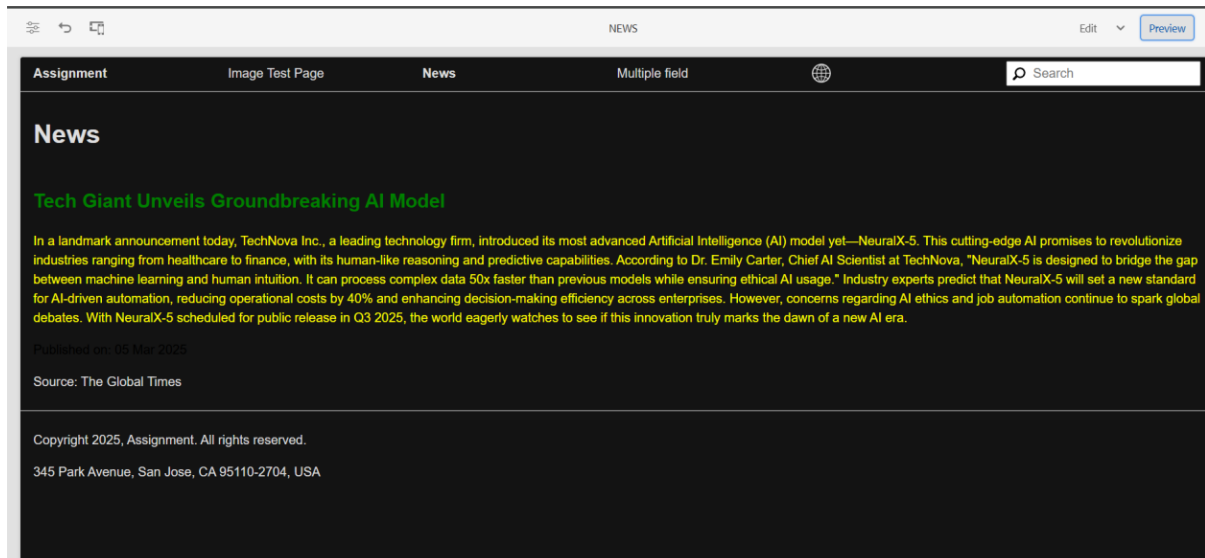 NEWS
Edit
Preview
Assignment
Image Test Page
News
Multiple field
Search
News
Tech Giant Unveils Groundbreaking AI Model
In a landmark announcement today, TechNova Inc., a leading technology firm, introduced its most advanced Artificial Intelligence (AI) model yet—NeuralX-5. This cutting-edge AI promises to revolutionize
industries ranging from healthcare to finance, with its human-like reasoning and predictive capabilities. According to Dr. Emily Carter, Chief AI Scientist at TechNova, "NeuralX-5 is designed to bridge the gap
between machine learning and human intuition. It can process complex data 50x faster than previous models while ensuring ethical AI usage." Industry experts predict that NeuralX-5 will set a new standard
for AI-driven automation, reducing operational costs by 40% and enhancing decision-making efficiency across enterprises. However, concerns regarding AI ethics and job automation continue to spark global
debates. With NeuralX-5 scheduled for public release in Q3 2025, the world eagerly watches to see if this innovation truly marks the dawn of a new AI era.
Published on: 05 Mar 2025
Source: The Global Times
Copyright 2025, Assignment. All rights reserved.
345 Park Avenue, San Jose, CA 95110-2704, USA